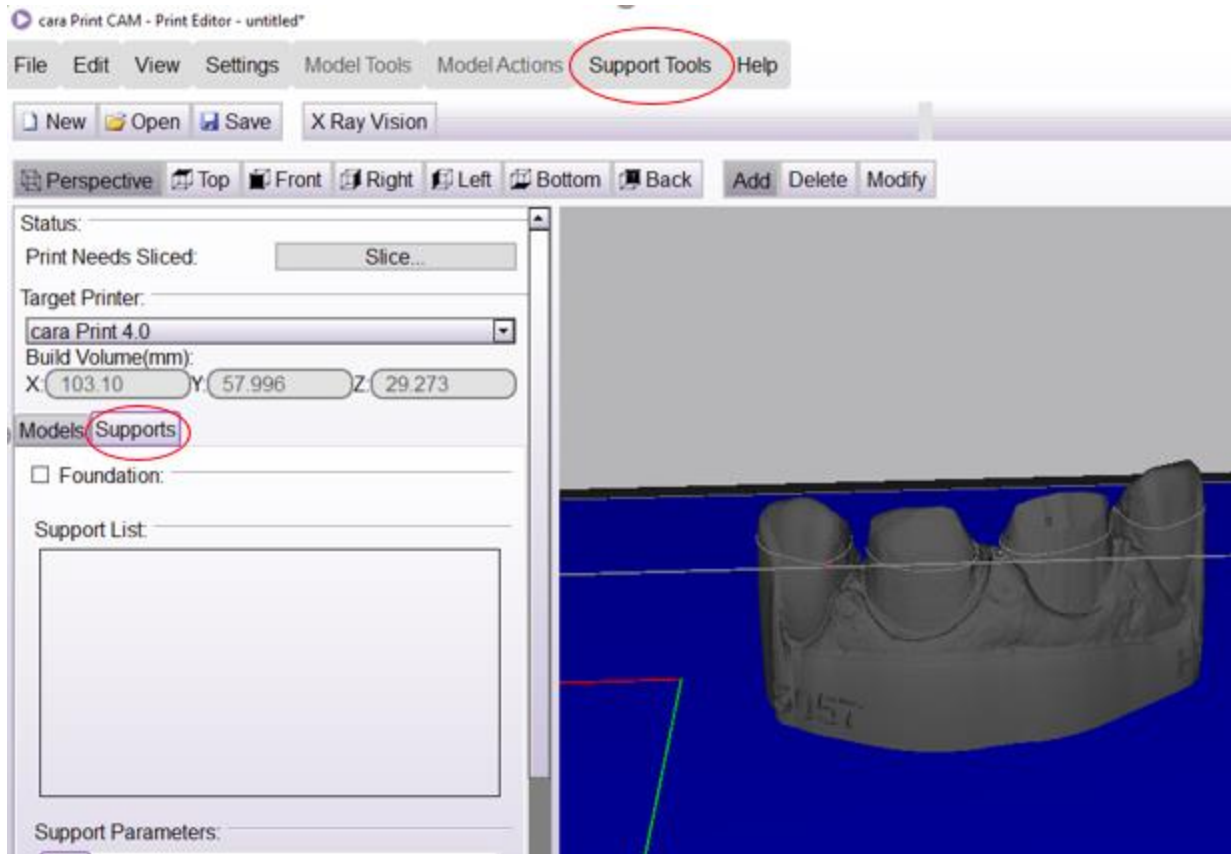 cara Print CAM - Print Editor - untitled*
File Edit View Settings Model Tools Model Actions Support Tools Help
New Open Save X Ray Vision
Perspective Top Front Right Left Bottom Back Add Delete Modify
Status:
Print Needs Sliced: Slice...
Target Printer:
cara Print 4.0
Build Volume(mm):
X: 103.10 Y: 57.996 Z: 29.273
Models Supports
Foundation:
Support List:
Support Parameters: